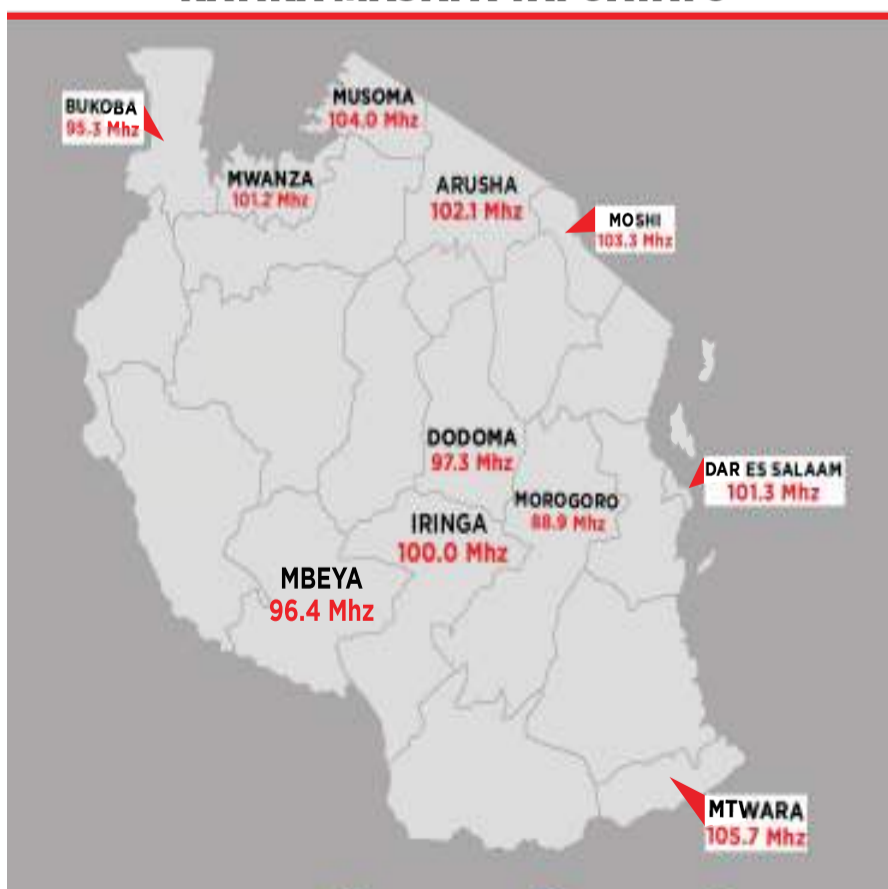 BUKOBA
95.3 Mhz
MUSOMA
104.0 Mhz
MWANZA
101.2 Mhz
ARUSHA
102.1 Mhz
MOSHI
103.3 Mhz
DODOMA
97.3 Mhz
MOROGORO
88.9 Mhz
DAR ES SALAAM
101.3 Mhz
IRINGA
100.0 Mhz
MBEYA
96.4 Mhz
MTWARA
105.7 Mhz